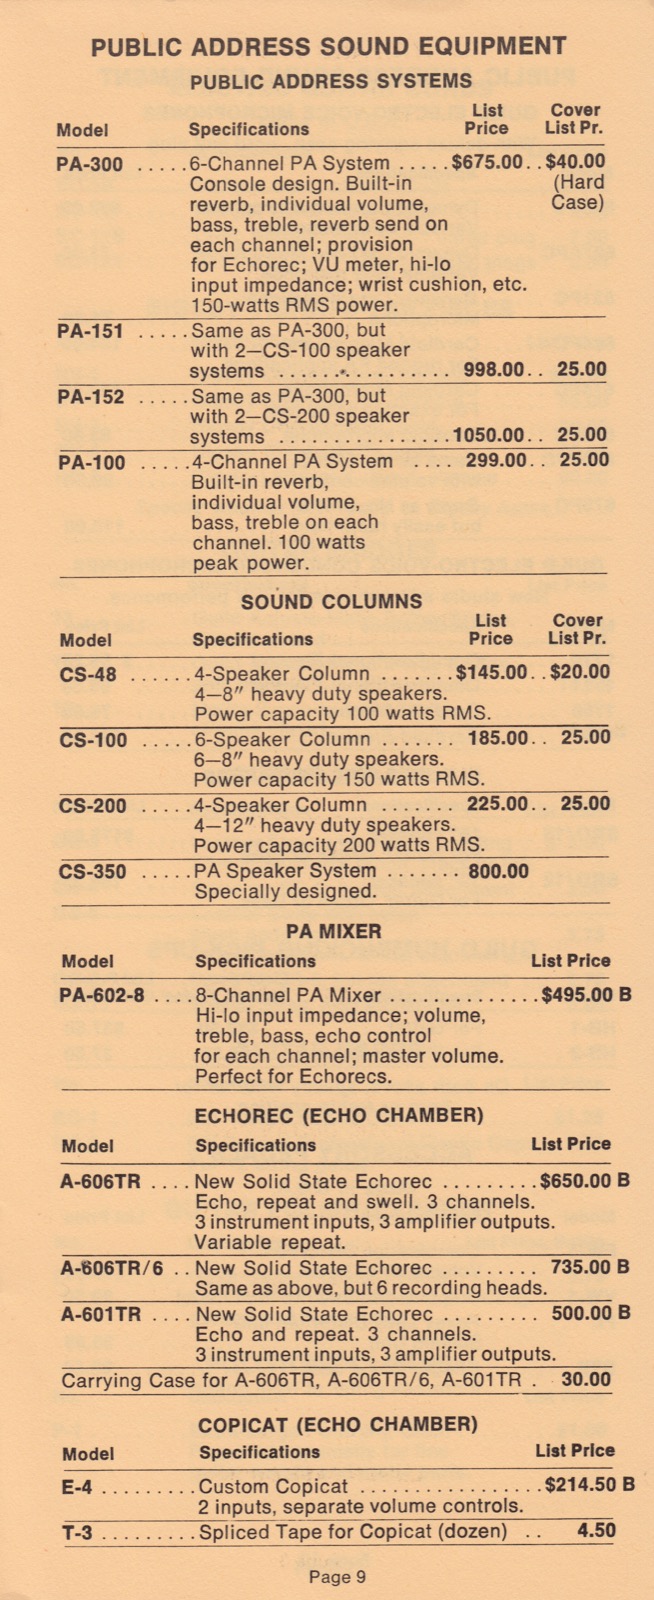 PUBLIC ADDRESS SOUND EQUIPMENT
PUBLIC ADDRESS SYSTEMS
List Cover
Model Specifications Price List Pr.
PA-300 .....6-Channel PA System .....$675.00..$40.00
Console design. Built-in (Hard
reverb, individual volume, Case)
bass, treble, reverb send on
each channel; provision
for Echorec; VU meter, hi-lo
input impedance; wrist cushion, etc.
150-watts RMS power.
PA-151 .....Same as PA-300, but
with 2—CS-100 speaker
systems ................. 998.00.. 25.00
PA-152 .....Same as PA-300, but
with 2—CS-200 speaker
systems .................1050.00.. 25.00
PA-100 .....4-Channel PA System .... 299.00.. 25.00
Built-in reverb,
individual volume,
bass, treble on each
channel. 100 watts
peak power.
SOUND COLUMNS
List Cover
Model Specifications Price List Pr.
CS-48 ......4-Speaker Column .......$145.00..$20.00
4—8″ heavy duty speakers.
Power capacity 100 watts RMS.
CS-100 .....6-Speaker Column ....... 185.00.. 25.00
6—8″ heavy duty speakers.
Power capacity 150 watts RMS.
CS-200 .....4-Speaker Column ....... 225.00.. 25.00
4—12″ heavy duty speakers.
Power capacity 200 watts RMS.
CS-350 .....PA Speaker System ....... 800.00
Specially designed.
PA MIXER
Model Specifications List Price
PA-602-8 ....8-Channel PA Mixer ..............$495.00 B
Hi-lo input impedance; volume,
treble, bass, echo control
for each channel; master volume.
Perfect for Echorecs.
ECHOREC (ECHO CHAMBER)
Model Specifications List Price
A-606TR ....New Solid State Echorec .........$650.00 B
Echo, repeat and swell. 3 channels.
3 instrument inputs, 3 amplifier outputs.
Variable repeat.
A-606TR/6 ..New Solid State Echorec ......... 735.00 B
Same as above, but 6 recording heads.
A-601TR ....New Solid State Echorec ......... 500.00 B
Echo and repeat. 3 channels.
3 instrument inputs, 3 amplifier outputs.
Carrying Case for A-606TR, A-606TR/6, A-601TR . 30.00
COPICAT (ECHO CHAMBER)
Model Specifications List Price
E-4 .........Custom Copicat .................$214.50 B
2 inputs, separate volume controls.
T-3 .........Spliced Tape for Copicat (dozen) .. 4.50
Page 9